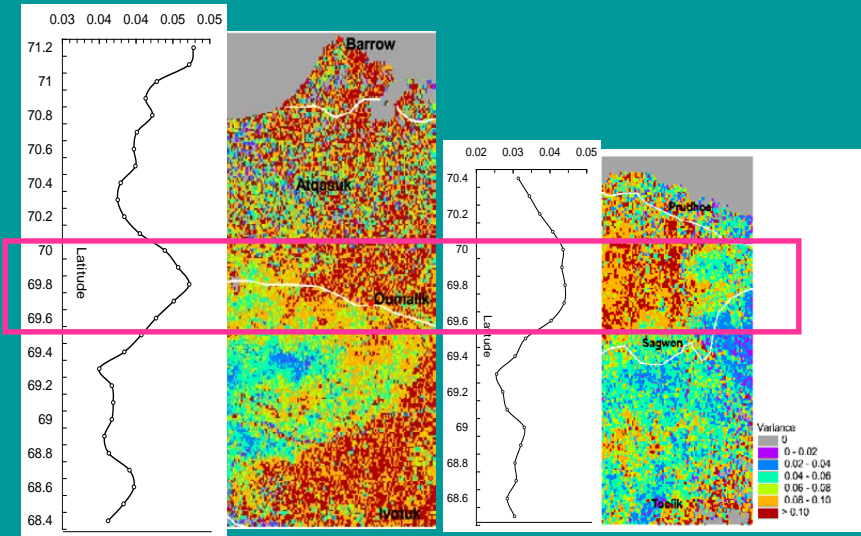 0.03 0.04 0.04 0.05 0.05
71.2
71
70.8
70.6
70.4
70.2
70
69.8
69.6
69.4
69.2
69
68.8
68.6
68.4
Latitude
Barrow
Atqasuk
Oumalik
Ivotuk
0.02 0.03 0.04 0.05
70.4
70.2
70
69.8
69.6
69.4
69.2
69
68.8
68.6
Latitude
Prudhoe
Sagwon
Toolik
Variance
0
0 - 0.02
0.02 - 0.04
0.04 - 0.06
0.06 - 0.08
0.08 - 0.10
> 0.10